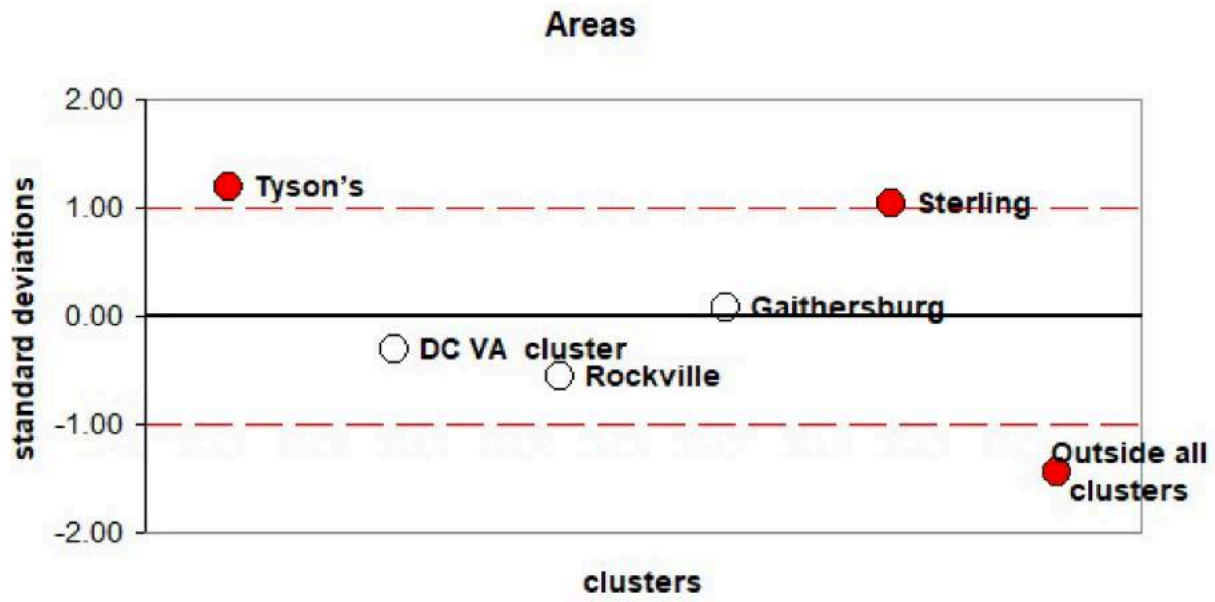 Areas
2.00
Tyson's
1.00
Sterling
Gaithersburg
0.00
DC VA cluster
Rockville
-1.00
Outside all
clusters
-2.00
standard deviations
clusters